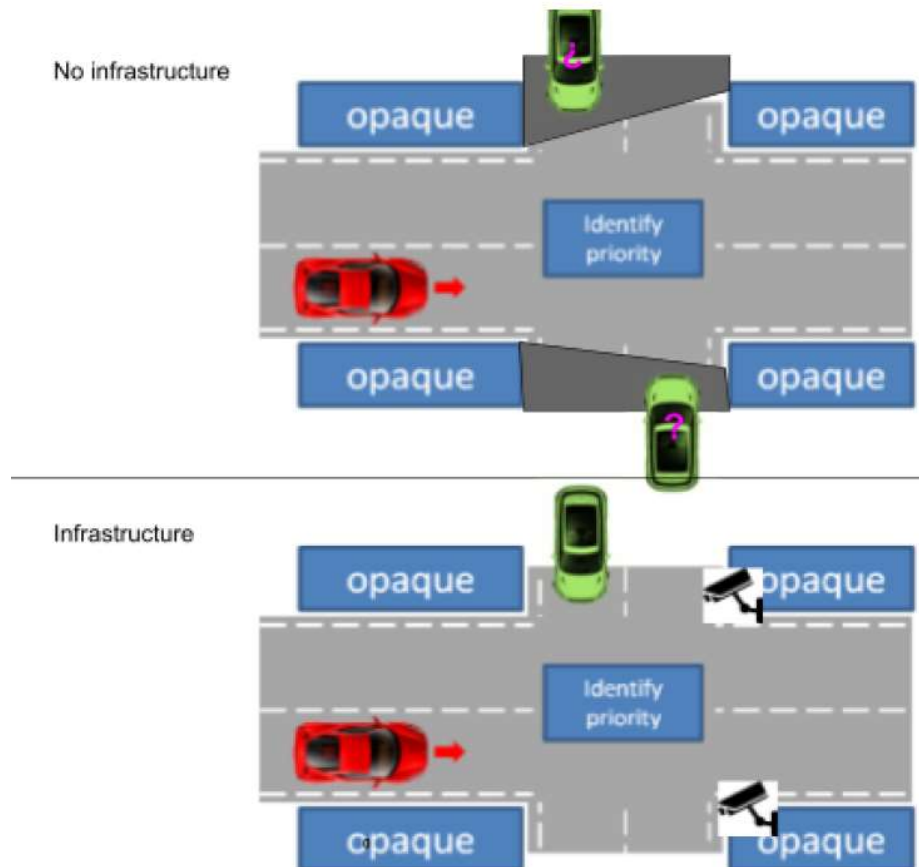 No infrastructure
¿
opaque
opaque
Identify
priority
opaque
opaque
?
Infrastructure
opaque
opaque
Identify
priority
opaque
opaque